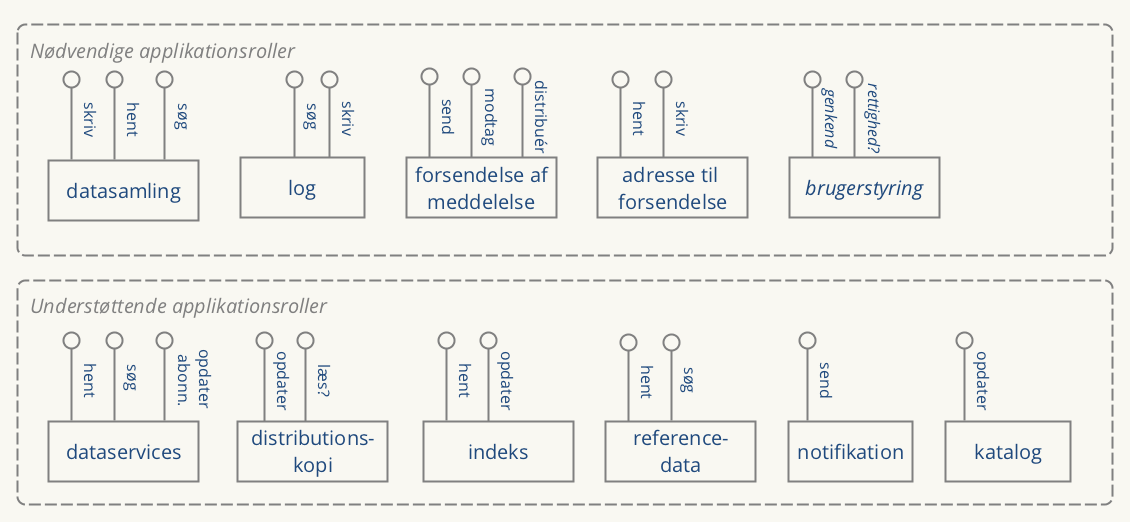 Nødvendige applikationsroller
skriv
hent
søg
datasamling
søg
skriv
log
send
modtag
distribuér
forsendelse af
meddelelse
hent
skriv
adresse til
forsendelse
genkend
rettighed?
brugerstyring
Understøttende applikationsroller
hent
søg
opdater
abonn.
dataservices
opdater
læs?
distributions-
kopi
hent
opdater
indeks
hent
søg
reference-
data
send
notifikation
opdater
katalog